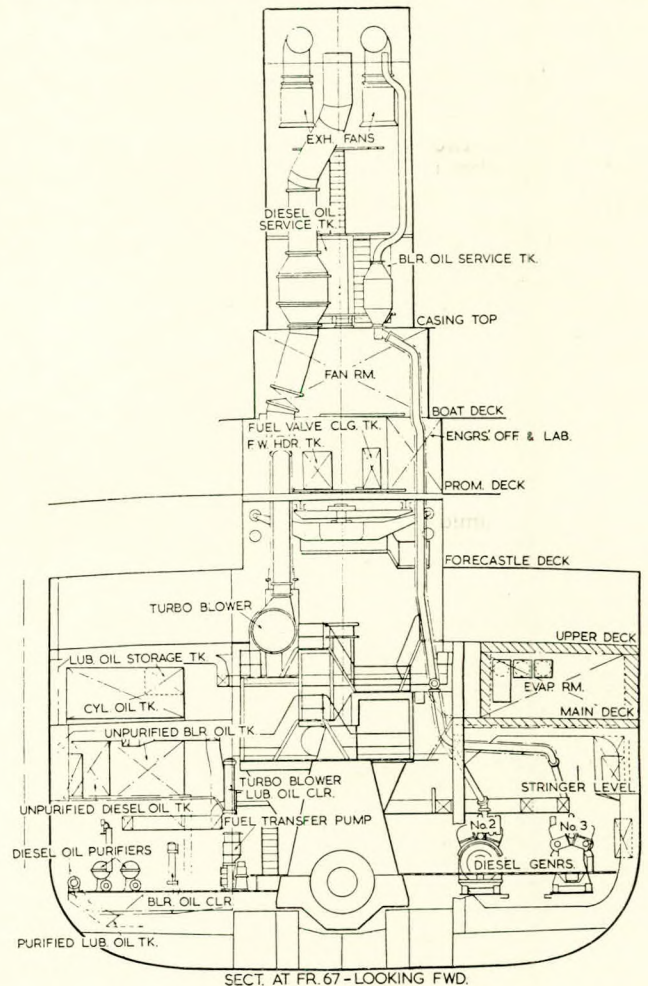 EXH. FANS
DIESEL OIL
SERVICE TK.
BLR. OIL SERVICE TK.
CASING TOP
FAN RM.
BOAT DECK
FUEL VALVE CLG. TK.
F.W. HDR. TK.
ENGRS' OFF. & LAB.
PROM. DECK
FORECASTLE DECK
TURBO BLOWER
UPPER DECK
LUB. OIL STORAGE TK.
EVAP. RM.
CYL. OIL TK.
MAIN DECK
UNPURIFIED BLR. OIL TK.
TURBO BLOWER
LUB. OIL CLR.
STRINGER LEVEL
UNPURIFIED DIESEL OIL TK.
FUEL TRANSFER PUMP
No.2
No.3
DIESEL OIL PURIFIERS
DIESEL GENRS.
BLR. OIL CLR.
PURIFIED LUB. OIL TK.
SECT. AT FR. 67 - LOOKING FWD.